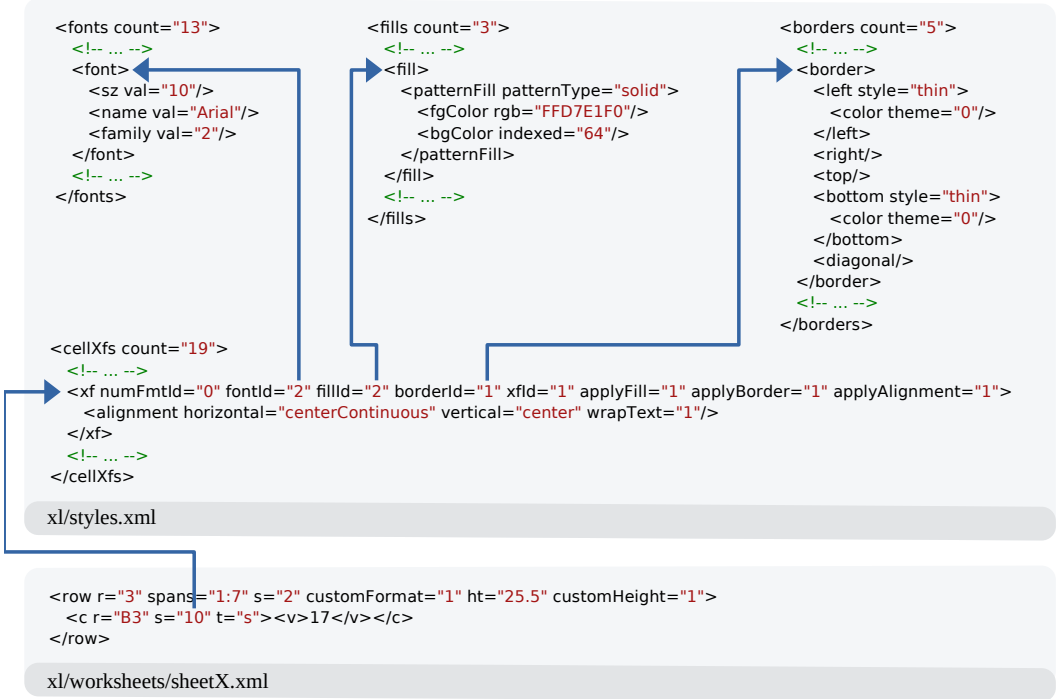 <fonts count="13">
<!-- ... -->
<font>
<sz val="10"/>
<name val="Arial"/>
<family val="2"/>
</font>
<!-- ... -->
</fonts>
<fills count="3">
<!-- ... -->
<fill>
<patternFill patternType="solid">
<fgColor rgb="FFD7E1F0"/>
<bgColor indexed="64"/>
</patternFill>
</fill>
<!-- ... -->
</fills>
<borders count="5">
<!-- ... -->
<border>
<left style="thin">
<color theme="0"/>
</left>
<right/>
<top/>
<bottom style="thin">
<color theme="0"/>
</bottom>
<diagonal/>
</border>
<!-- ... -->
</borders>
<cellXfs count="19">
<!-- ... -->
<xf numFmtId="0" fontId="2" fillId="2" borderId="1" xfId="1" applyFill="1" applyBorder="1" applyAlignment="1">
<alignment horizontal="centerContinuous" vertical="center" wrapText="1"/>
</xf>
<!-- ... -->
</cellXfs>
xl/styles.xml
<row r="3" spans="1:7" s="2" customFormat="1" ht="25.5" customHeight="1">
<c r="B3" s="10" t="s"><v>17</v></c>
</row>
xl/worksheets/sheetX.xml